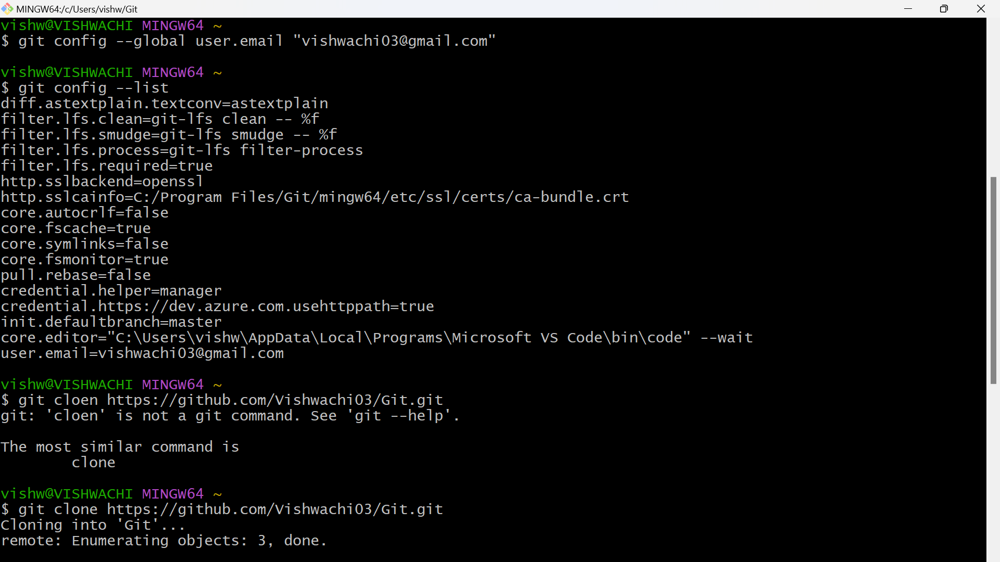 MINGW64:/c/Users/vishw/Git
vishw@VISHWACHI MINGW64 ~
$ git config --global user.email "vishwachi03@gmail.com"
vishw@VISHWACHI MINGW64 ~
$ git config --list
diff.astextplain.textconv=astextplain
filter.lfs.clean=git-lfs clean -- %f
filter.lfs.smudge=git-lfs smudge -- %f
filter.lfs.process=git-lfs filter-process
filter.lfs.required=true
http.sslbackend=openssl
http.sslcainfo=C:/Program Files/Git/mingw64/etc/ssl/certs/ca-bundle.crt
core.autocrlf=false
core.fscache=true
core.symlinks=false
core.fsmonitor=true
pull.rebase=false
credential.helper=manager
credential.https://dev.azure.com.usehttppath=true
init.defaultbranch=master
core.editor="C:\Users\vishw\AppData\Local\Programs\Microsoft VS Code\bin\code" --wait
user.email=vishwachi03@gmail.com
vishw@VISHWACHI MINGW64 ~
$ git cloen https://github.com/Vishwachi03/Git.git
git: 'cloen' is not a git command. See 'git --help'.
The most similar command is
clone
vishw@VISHWACHI MINGW64 ~
$ git clone https://github.com/Vishwachi03/Git.git
Cloning into 'Git'...
remote: Enumerating objects: 3, done.